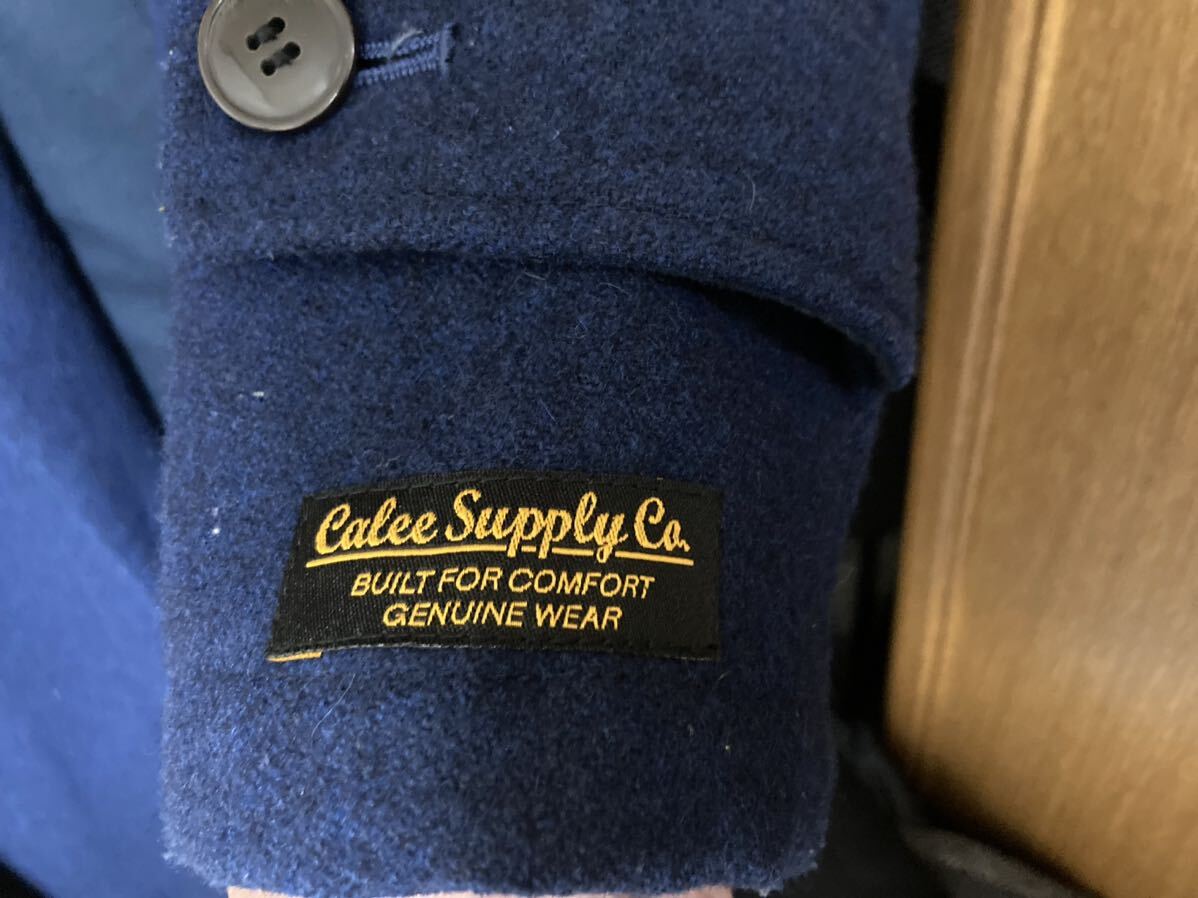 Calee Supply Co.
BUILT FOR COMFORT
GENUINE WEAR